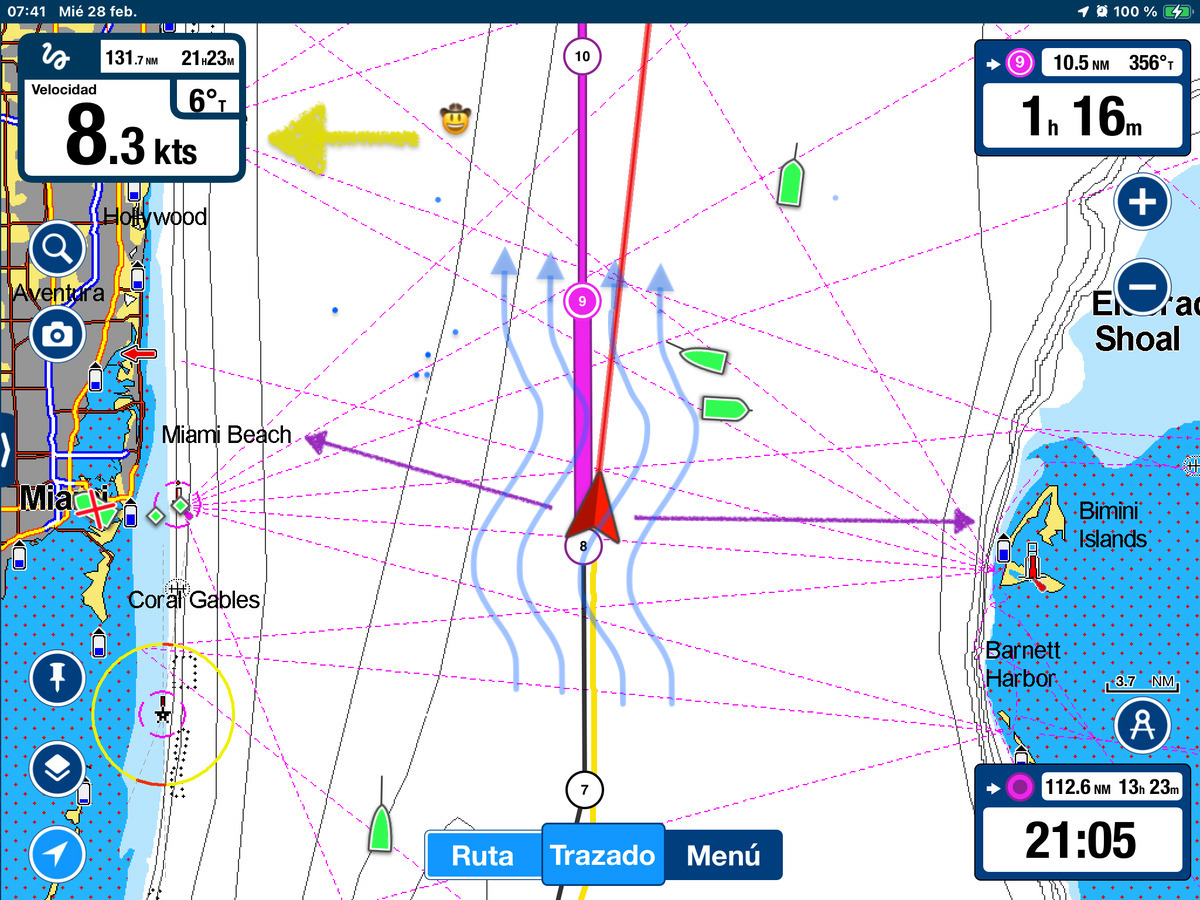 07:41 Mié 28 feb.
100 %
131.7 NM 21H23M
Velocidad
6°T
8.3 kts
10
9 10.5 NM 356°T
1h 16m
Hollywood
Aventura
9
Shoal
Miami Beach
Miami
Bimini
Islands
8
Coral Gables
Barnett
Harbor
3.7 NM
7
112.6 NM 13h 23m
21:05
Ruta Trazado Menú